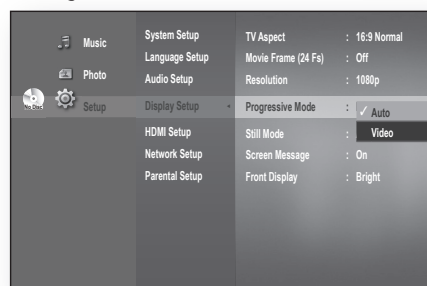 Music
Photo
No Disc
Setup
System Setup
Language Setup
Audio Setup
Display Setup
HDMI Setup
Network Setup
Parental Setup
TV Aspect : 16:9 Normal
Movie Frame (24 Fs) : Off
Resolution : 1080p
Progressive Mode : ✓ Auto
Still Mode : Video
Screen Message : On
Front Display : Bright